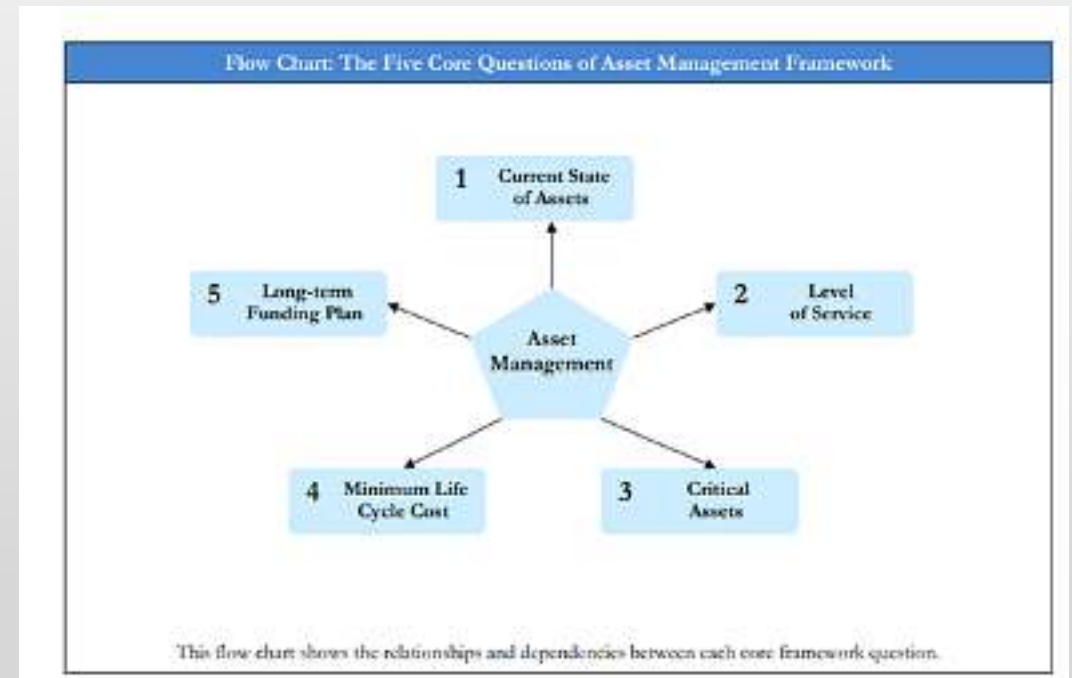 Flow Chart: The Five Core Questions of Asset Management Framework
1 Current State
of Assets
5 Long-term
Funding Plan
2 Level
of Service
Asset
Management
4 Minimum Life
Cycle Cost
3 Critical
Assets
This flow chart shows the relationships and dependencies between each core framework question.